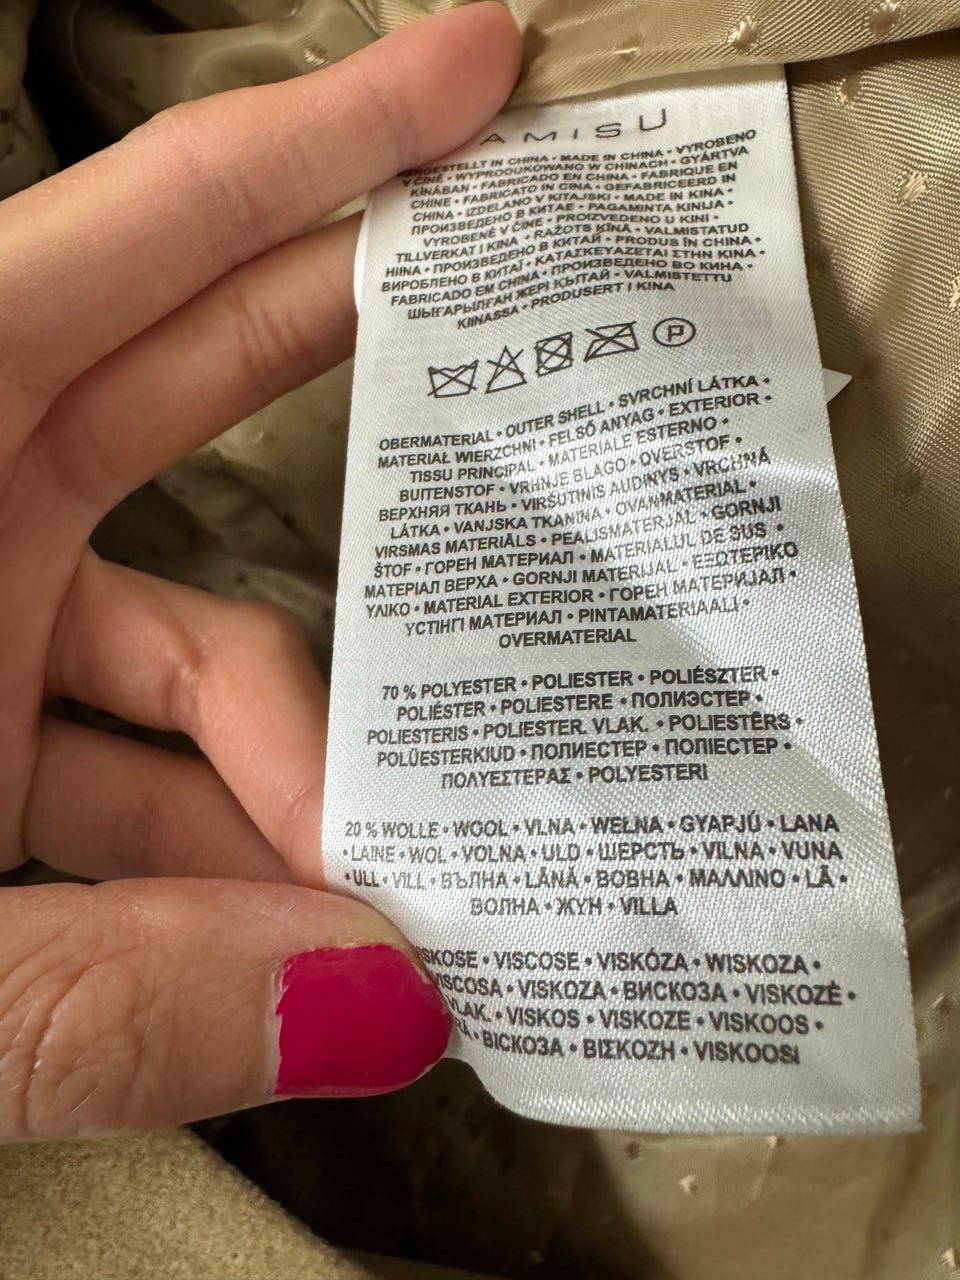 AMISU
HERGESTELLT IN CHINA • MADE IN CHINA • VYROBENO
V ČÍNĚ • WYPRODUKOWANO W CHINACH • GYÁRTVA
KÍNÁBAN • FABRICADO EN CHINA • FABRIQUE EN
CHINE • FABRICATO IN CINA • GEFABRICEERD IN
CHINA • IZDELANO V KITAJSKI • MADE IN KINA •
ПРОИЗВЕДЕНО В КИТАЕ • PAGAMINTA KINIJA •
VYROBENÉ V ČÍNE • PROIZVEDENO U KINI •
TILLVERKAT I KINA • RAŽOTS ĶĪNA • VALMISTATUD
HIINA • ПРОИЗВЕДЕНО В КИТАЙ • PRODUS ÎN CHINA •
ВИРОБЛЕНО В КИТАЇ • ΚΑΤΑΣΚΕΥΑΖΕΤΑΙ ΣΤΗΝ ΚΙΝΑ •
FABRICADO EM CHINA • ПРОИЗВЕДЕНО ВО КИНА •
ШЫҒАРЫЛҒАН ЖЕРІ ҚЫТАЙ • VALMISTETTU
KIINASSA • PRODUSERT I KINA
P
OBERMATERIAL • OUTER SHELL • SVRCHNÍ LÁTKA •
MATERIAŁ WIERZCHNI • FELSŐ ANYAG • EXTERIOR •
TISSU PRINCIPAL • MATERIALE ESTERNO •
BUITENSTOF • VRHNJE BLAGO • OVERSTOF •
ВЕРХНЯЯ ТКАНЬ • VIRŠUTINIS AUDINYS • VRCHNÁ
LÁTKA • VANJSKA TKANINA • OVANMATERIAL •
VIRSMAS MATERIĀLS • PEALISMATERJAL • GORNJI
ŠTOF • ГОРЕН МАТЕРИАЛ • MATERIALUL DE SUS •
МАТЕРІАЛ ВЕРХА • GORNJI MATERIJAL • ΕΞΩΤΕΡΙΚΟ
ΥΛΙΚΟ • MATERIAL EXTERIOR • ГОРЕН МАТЕРИЈАЛ •
ҮСТІҢГІ МАТЕРИАЛ • PINTAMATERIAALI •
OVERMATERIAL
70 % POLYESTER • POLIESTER • POLIÉSZTER •
POLIÉSTER • POLIESTERE • ПОЛИЭСТЕР •
POLIESTERIS • POLYESTER. VLAK. • POLIESTĒRS •
POLÜESTERKIUD • ПОЛИЕСТЕР • ПОЛІЕСТЕР •
ΠΟΛΥΕΣΤΕΡΑΣ • POLYESTERI
20 % WOLLE • WOOL • VLNA • WEŁNA • GYAPJÚ • LANA
• LAINE • WOL • VOLNA • ULD • ШЕРСТЬ • VILNA • VUNA
• ULL • VILL • ВЪЛНА • LÂNĂ • ВОВНА • ΜΑΛΛΙΝΟ • LÃ •
ВОЛНА • ЖҮН • VILLA
SKOSE • VISCOSE • VISKÓZA • WISKOZA •
VISCOSA • VISKOZA • ВИСКОЗА • VISKOZĖ •
VLAK. • VISKOS • VISKOZE • VISKOOS •
• ВІСКОЗА • ΒΙΣΚΟΖΗ • VISKOOSI